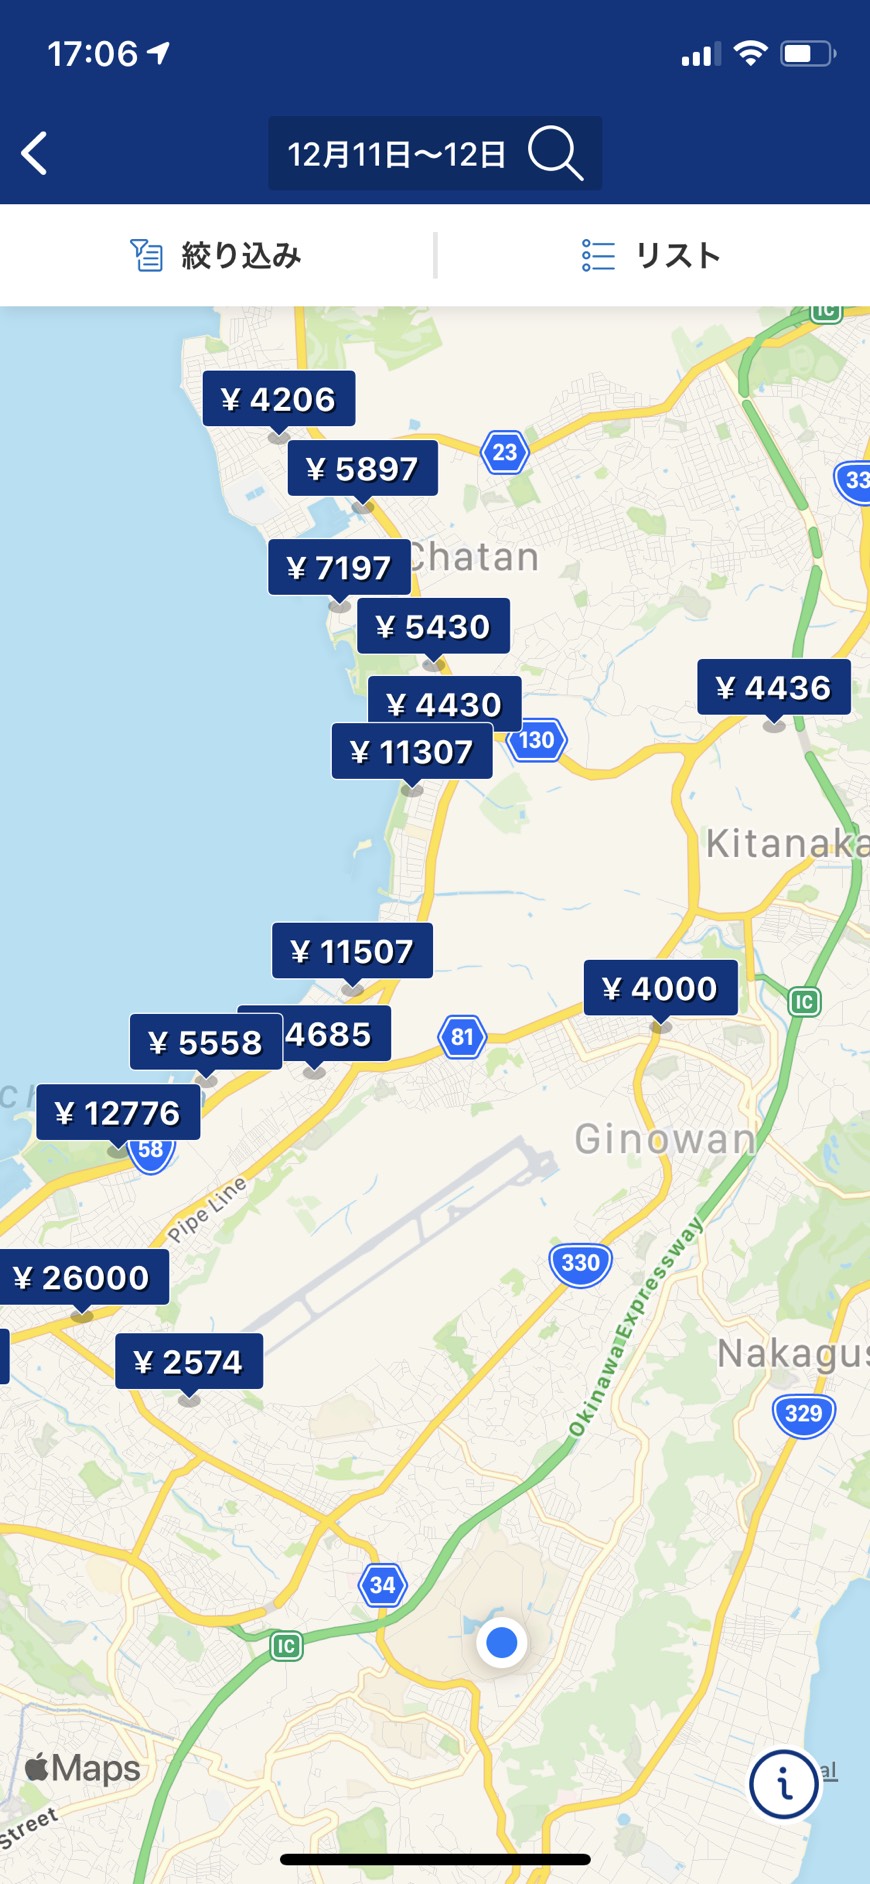 17:06
12月11日〜12日
絞り込み
リスト
IC
¥ 4206
23
¥ 5897
33
Chatan
¥ 7197
¥ 5430
¥ 4436
¥ 4430
130
¥ 11307
Kitanaka
¥ 11507
¥ 4000
IC
81
4685
¥ 5558
¥ 12776
58
Ginowan
Pipe Line
330
¥ 26000
Okinawa Expressway
¥ 2574
Nakagus
329
34
IC
Maps
i
al
Street